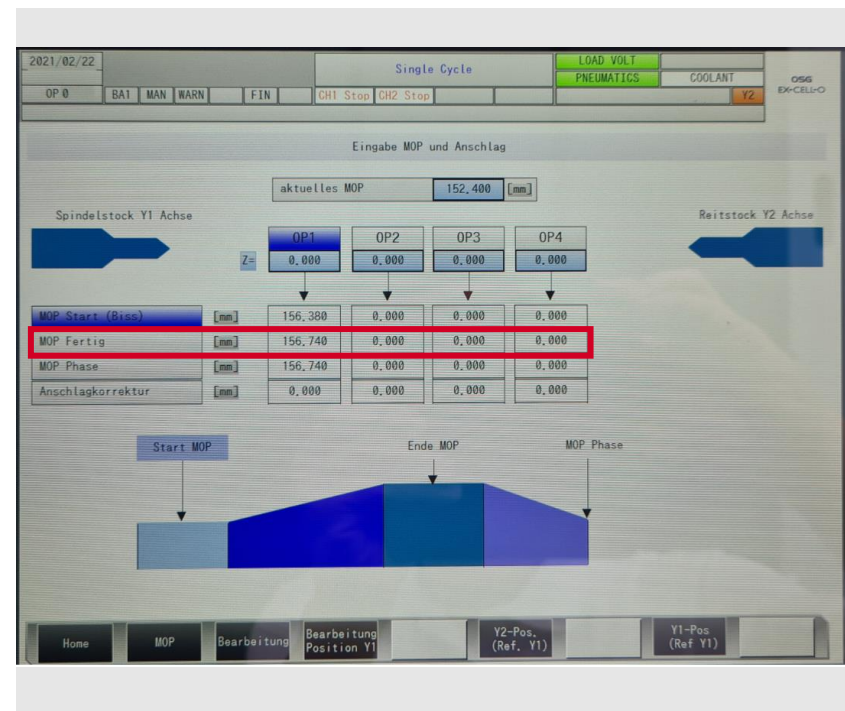 2021/02/22
Single Cycle
LOAD VOLT
PNEUMATICS COOLANT
OSG
EX-CELL-O
OP 0 BA1 MAN WARN FIN CH1 Stop CH2 Stop Y2
Eingabe MOP und Anschlag
aktuelles MOP 152.400 [mm]
Spindelstock Y1 Achse
Reitstock Y2 Achse
OP1 OP2 OP3 OP4
Z= 0.000 0.000 0.000 0.000
MOP Start (Biss) [mm] 156.380 0.000 0.000 0.000
MOP Fertig [mm] 156.740 0.000 0.000 0.000
MOP Phase [mm] 156.740 0.000 0.000 0.000
Anschlagkorrektur [mm] 0.000 0.000 0.000 0.000
Start MOP Ende MOP MOP Phase
Home MOP Bearbeitung Bearbeitung Position Y1 Y2-Pos. (Ref. Y1) Y1-Pos (Ref Y1)